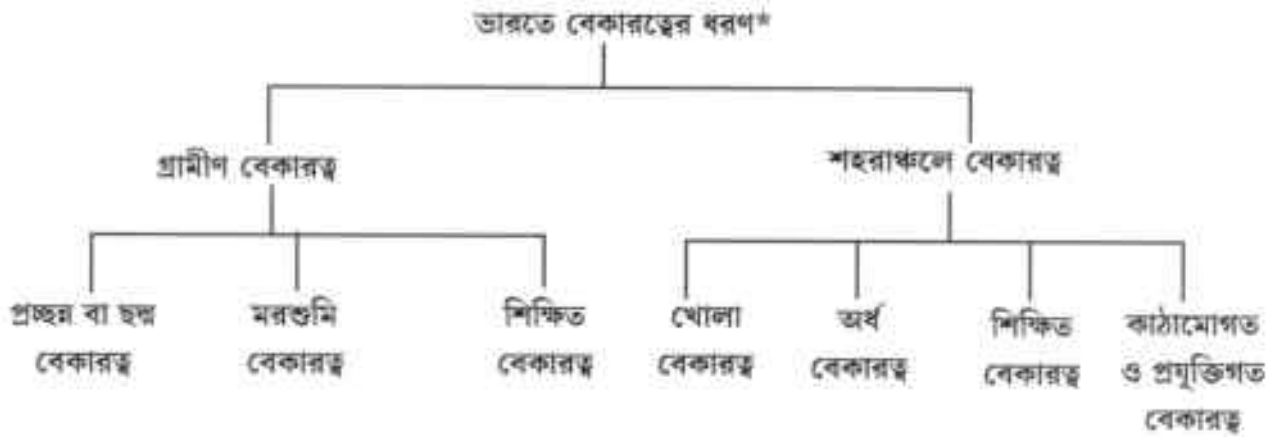 ভারতে বেকারত্বের ধরণ*
গ্রামীণ বেকারত্ব
শহরাঞ্চলে বেকারত্ব
প্রচ্ছন্ন বা ছদ্ম
বেকারত্ব
মরশুমি
বেকারত্ব
শিক্ষিত
বেকারত্ব
খোলা
বেকারত্ব
অর্ধ
বেকারত্ব
শিক্ষিত
বেকারত্ব
কাঠামোগত
ও প্রযুক্তিগত
বেকারত্ব